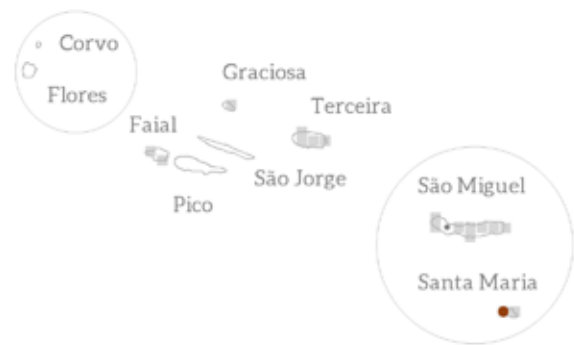 Corvo
Flores
Graciosa
Faial
Terceira
São Jorge
Pico
São Miguel
Santa Maria